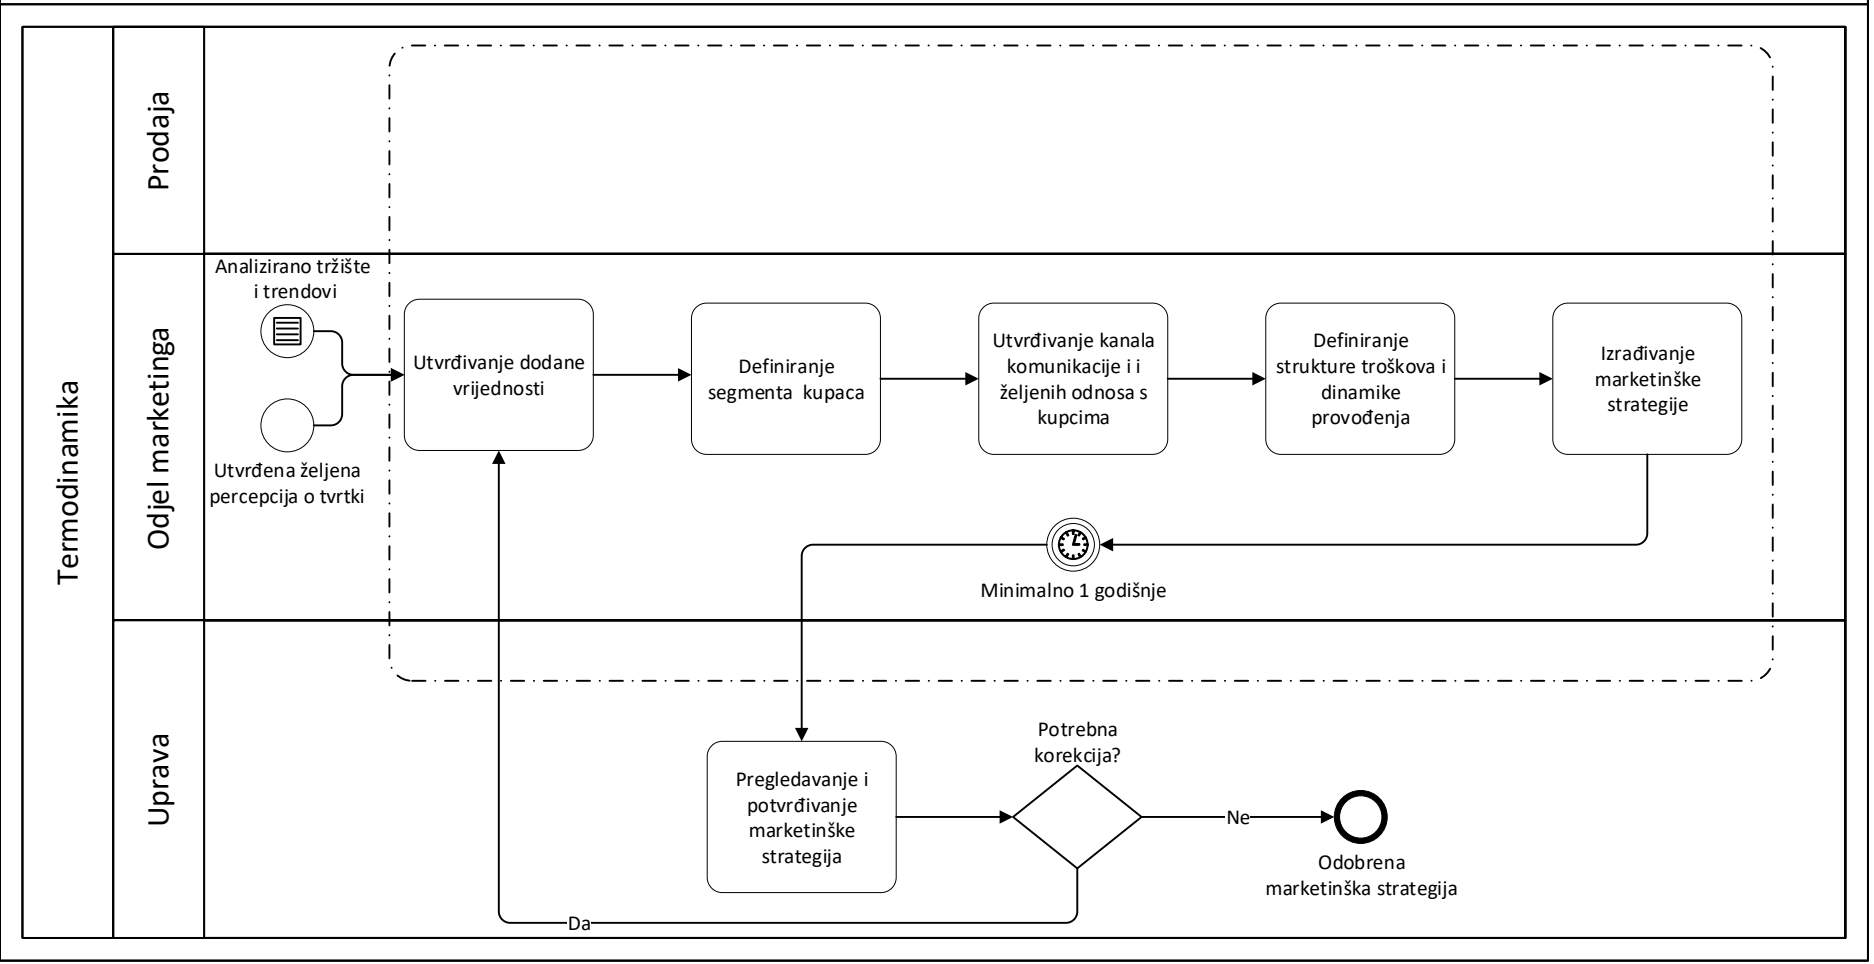 Termodinamika
Prodaja
Odjel marketinga
Uprava
Analizirano tržište
i trendovi
Utvrđena željena
percepcija o tvrtki
Utvrđivanje dodane
vrijednosti
Definiranje
segmenta  kupaca
Utvrđivanje kanala
komunikacije i i
željenih odnosa s
kupcima
Definiranje
strukture troškova i
dinamike
provođenja
Izrađivanje
marketinške
strategije
Minimalno 1 godišnje
Pregledavanje i
potvrđivanje
marketinške
strategija
Potrebna
korekcija?
Ne
Odobrena
marketinška strategija
Da